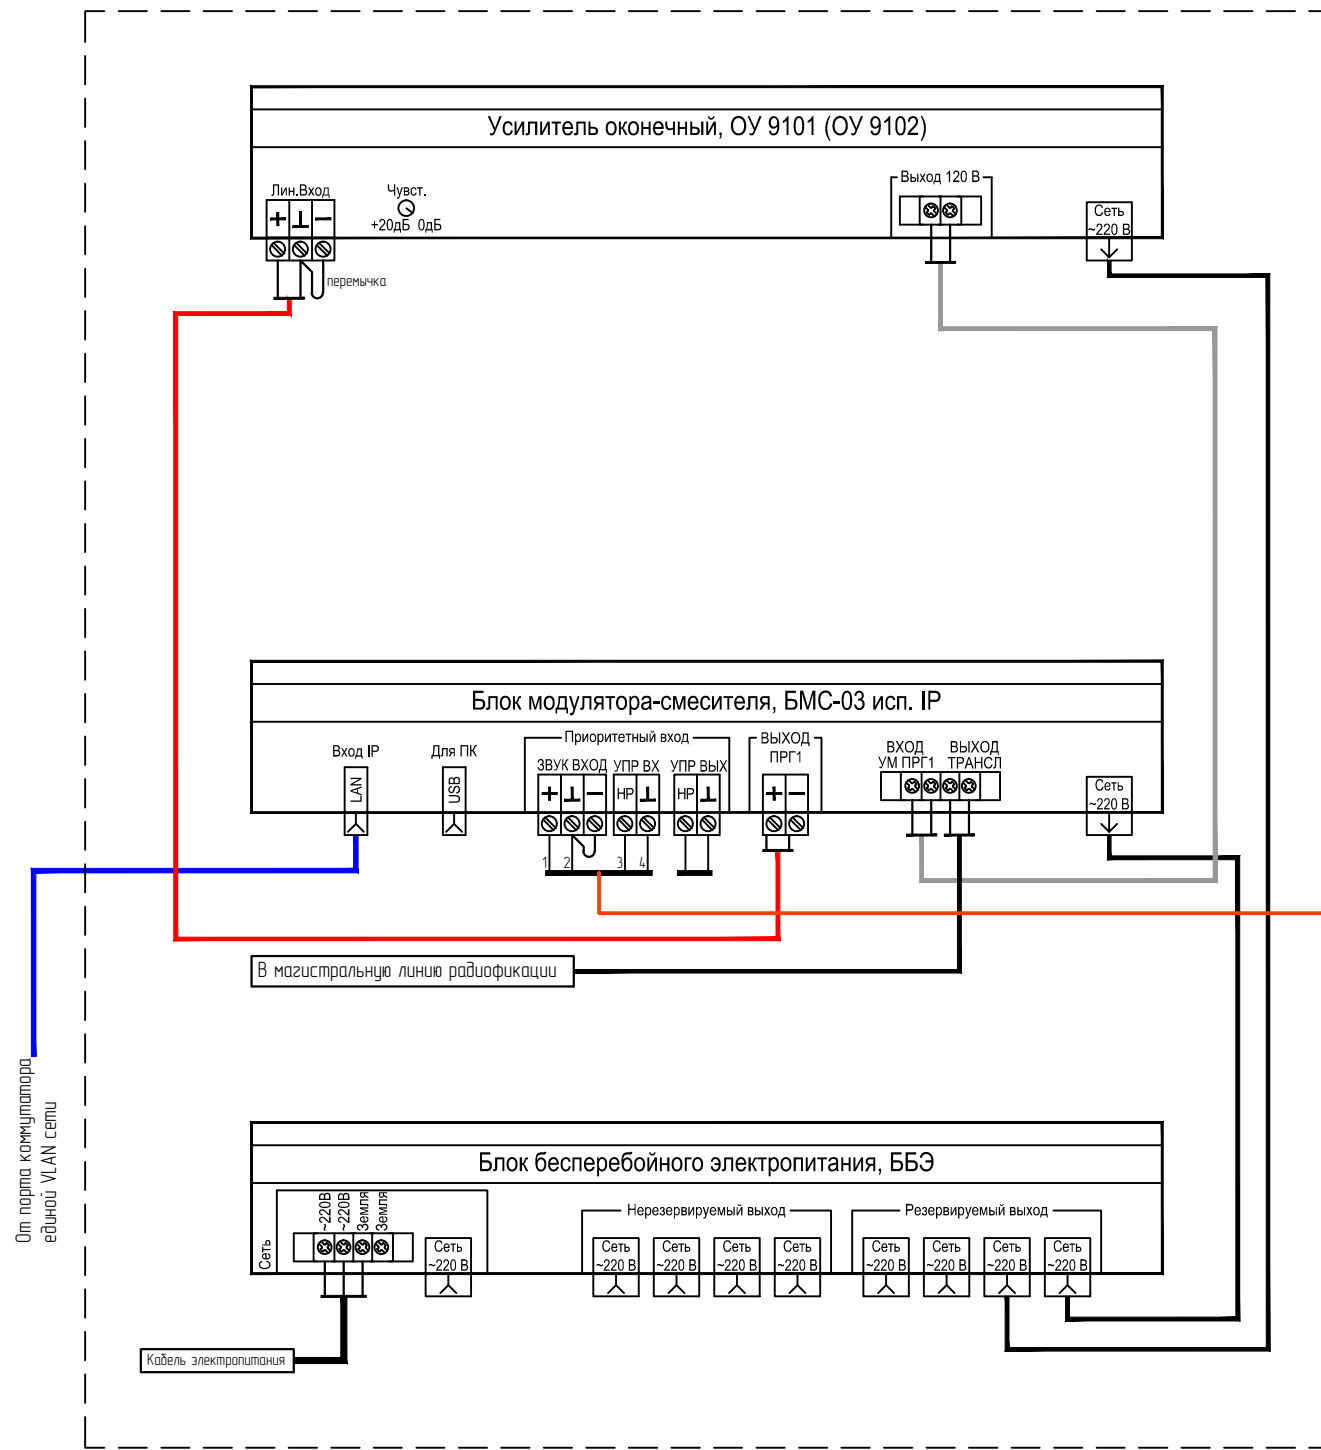 Усилитель оконечный, ОУ 9101 (ОУ 9102)
Лин.Вход
Чувст.
+20дБ 0дБ
Выход 120 В
Сеть
~220 В
+ ⊥ −
перемычка
Блок модулятора-смесителя, БМС-03 исп. IP
Вход IP
LAN
Для ПК
USB
Приоритетный вход
ЗВУК ВХОД
УПР ВХ
УПР ВЫХ
+ ⊥ −
НР ⊥
НР ⊥
ВЫХОД
ПРГ1
+ −
ВХОД
УМ ПРГ1
ВЫХОД
ТРАНСЛ
Сеть
~220 В
1 2 3 4
В магистральную линию радиофикации
От порта коммутатора
единой VLAN сети
Блок бесперебойного электропитания, ББЭ
Сеть
~220В
~220В
Земля
Земля
Сеть
~220 В
Нерезервируемый выход
Сеть
~220 В
Сеть
~220 В
Сеть
~220 В
Сеть
~220 В
Резервируемый выход
Сеть
~220 В
Сеть
~220 В
Сеть
~220 В
Сеть
~220 В
Кабель электропитания